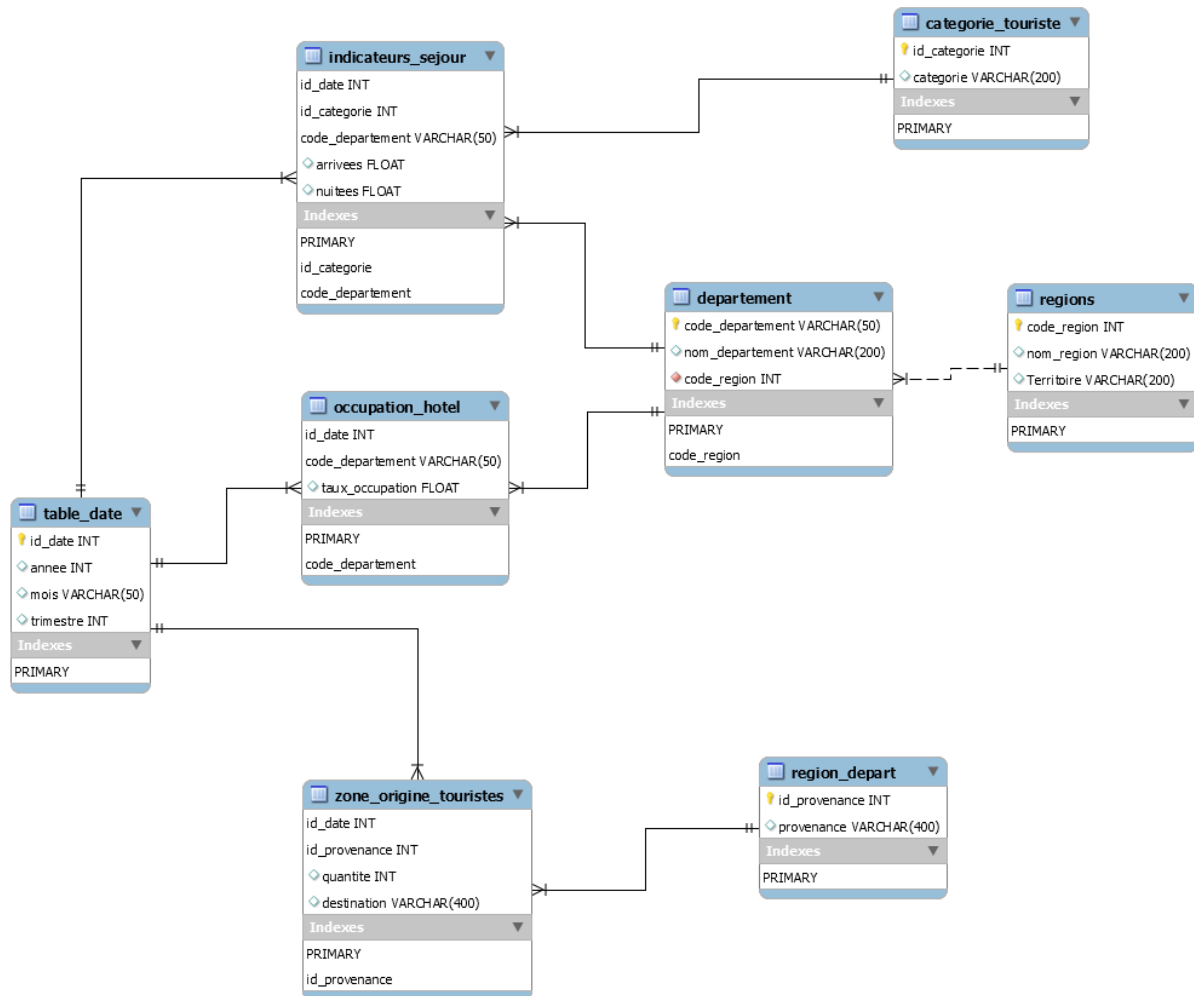 categorie_touriste
id_categorie INT
categorie VARCHAR(200)
Indexes
PRIMARY
indicateurs_sejour
id_date INT
id_categorie INT
code_departement VARCHAR(50)
arrivees FLOAT
nuitees FLOAT
Indexes
PRIMARY
id_categorie
code_departement
departement
code_departement VARCHAR(50)
nom_departement VARCHAR(200)
code_region INT
Indexes
PRIMARY
code_region
regions
code_region INT
nom_region VARCHAR(200)
Territoire VARCHAR(200)
Indexes
PRIMARY
occupation_hotel
id_date INT
code_departement VARCHAR(50)
taux_occupation FLOAT
Indexes
PRIMARY
code_departement
table_date
id_date INT
annee INT
mois VARCHAR(50)
trimestre INT
Indexes
PRIMARY
zone_origine_touristes
id_date INT
id_provenance INT
quantite INT
destination VARCHAR(400)
Indexes
PRIMARY
id_provenance
region_depart
id_provenance INT
provenance VARCHAR(400)
Indexes
PRIMARY